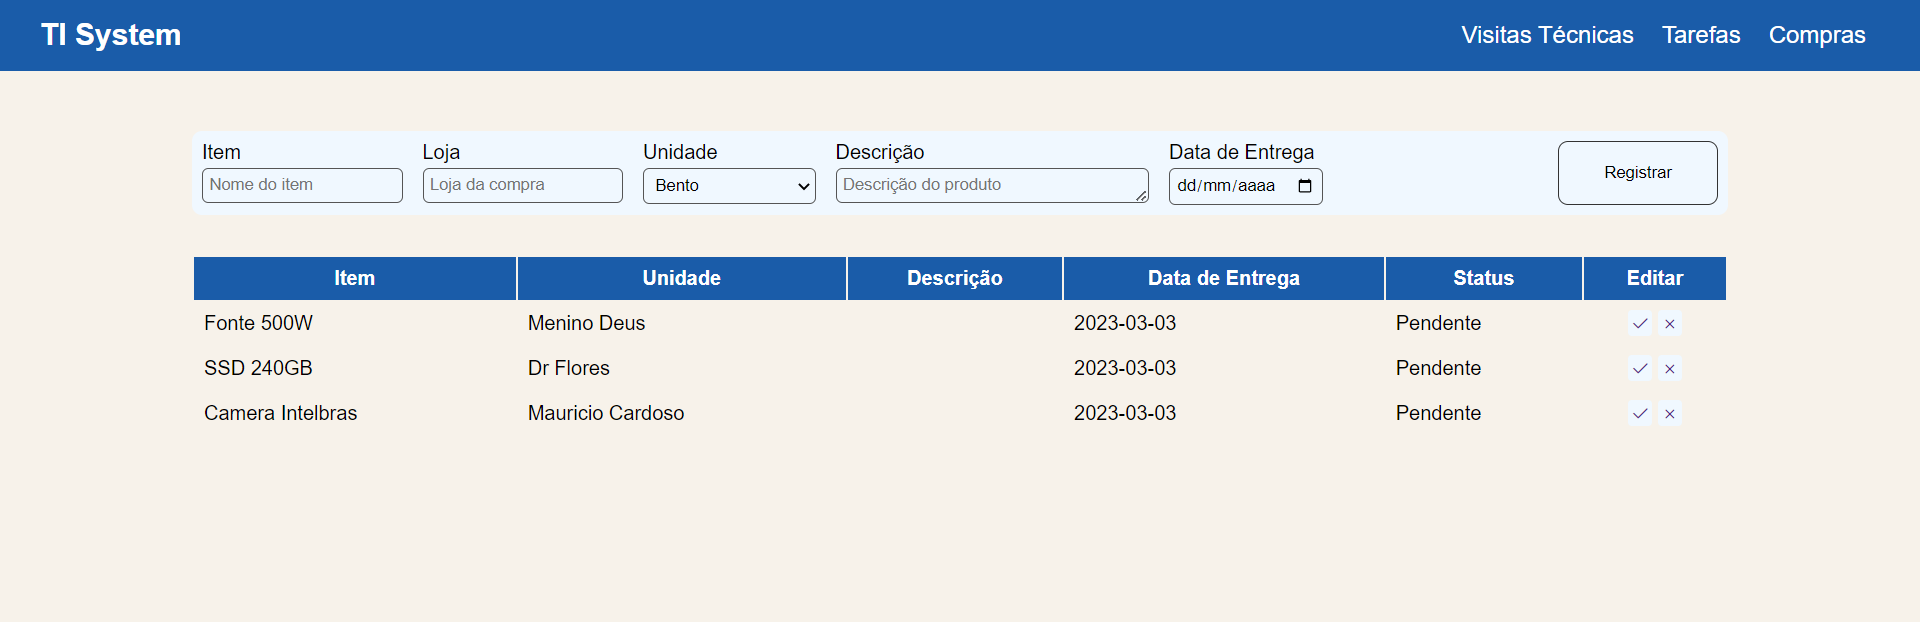 TI System
Visitas Técnicas Tarefas Compras
Item Loja Unidade Descrição Data de Entrega
Nome do item Loja da compra Bento Descrição do produto dd/mm/aaaa Registrar
Item Unidade Descrição Data de Entrega Status Editar
Fonte 500W Menino Deus 2023-03-03 Pendente
SSD 240GB Dr Flores 2023-03-03 Pendente
Camera Intelbras Mauricio Cardoso 2023-03-03 Pendente